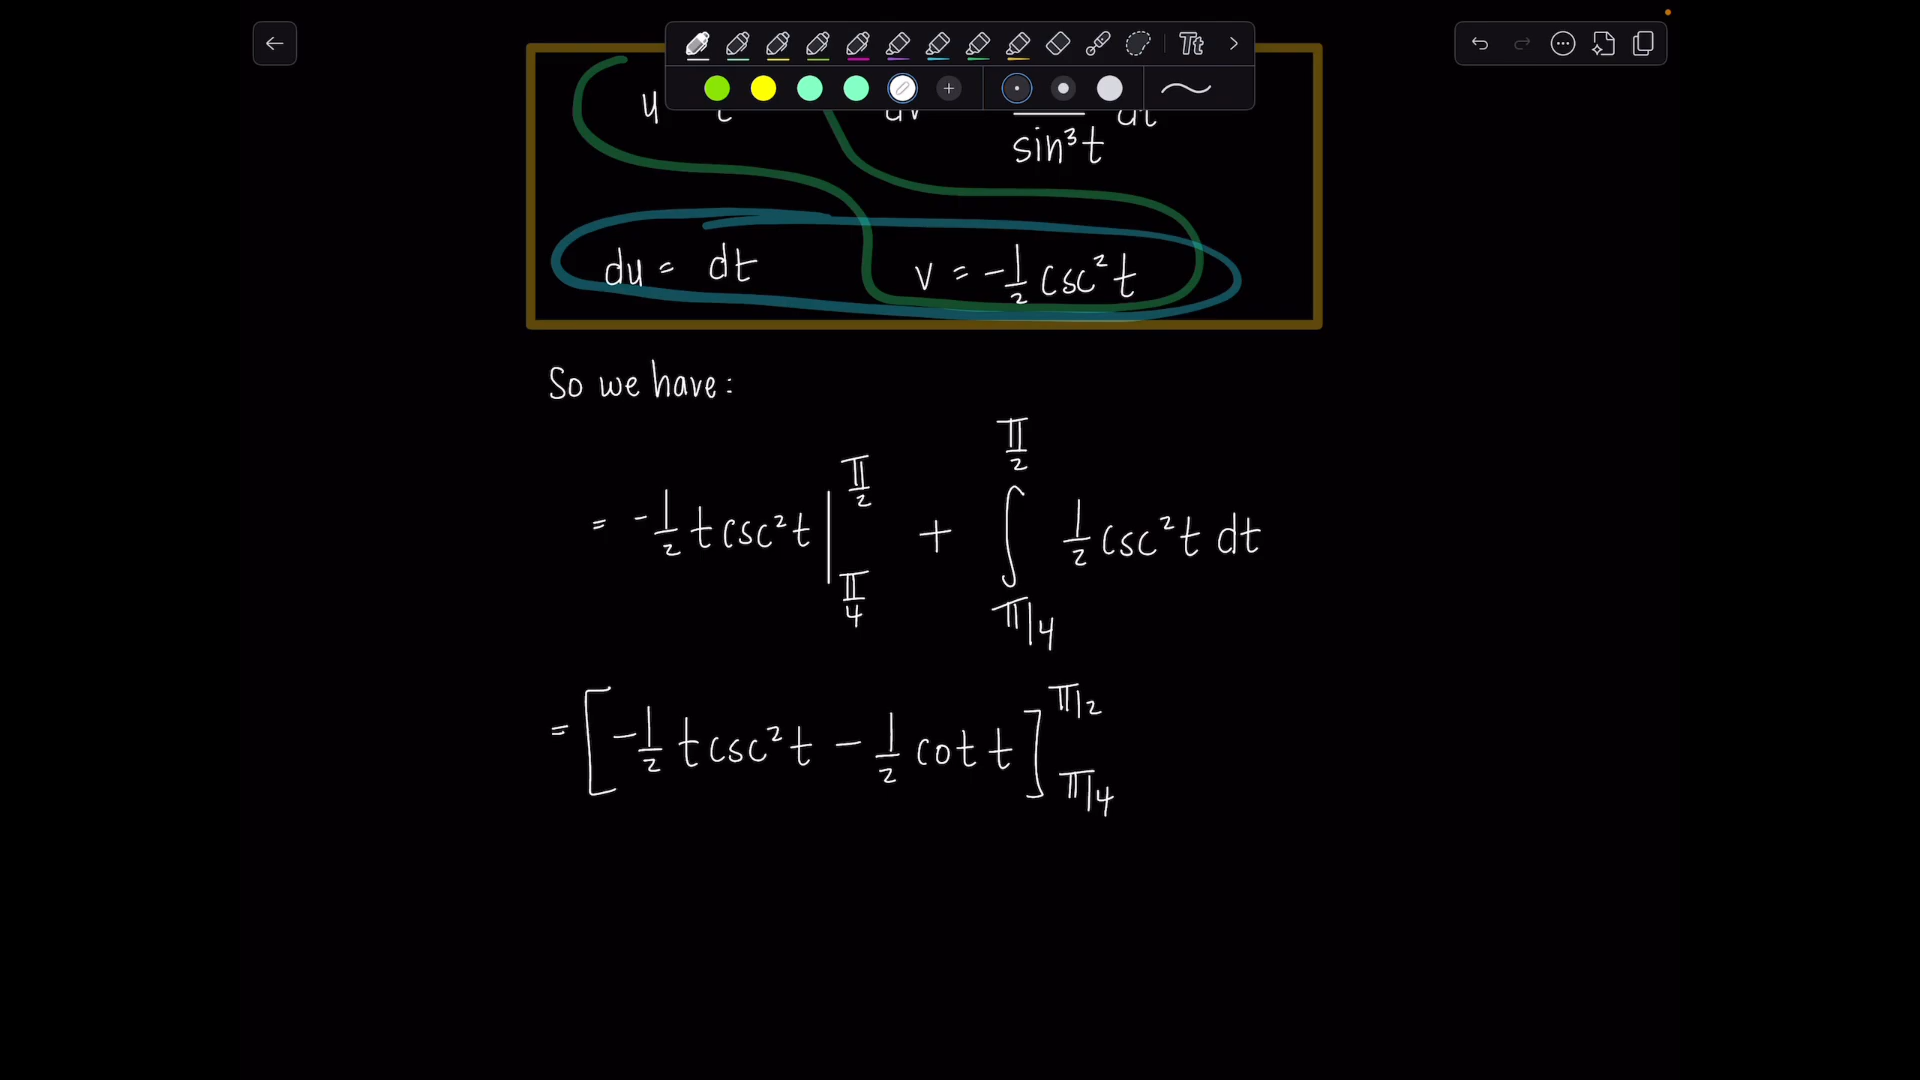 Tt
sin³t
du = dt v = -1/2 csc²t
So we have:
= -1/2 t csc²t |_{π/4}^{π/2} + ∫_{π/4}^{π/2} 1/2 csc²t dt
= [-1/2 t csc²t - 1/2 cot t]_{π/4}^{π/2}